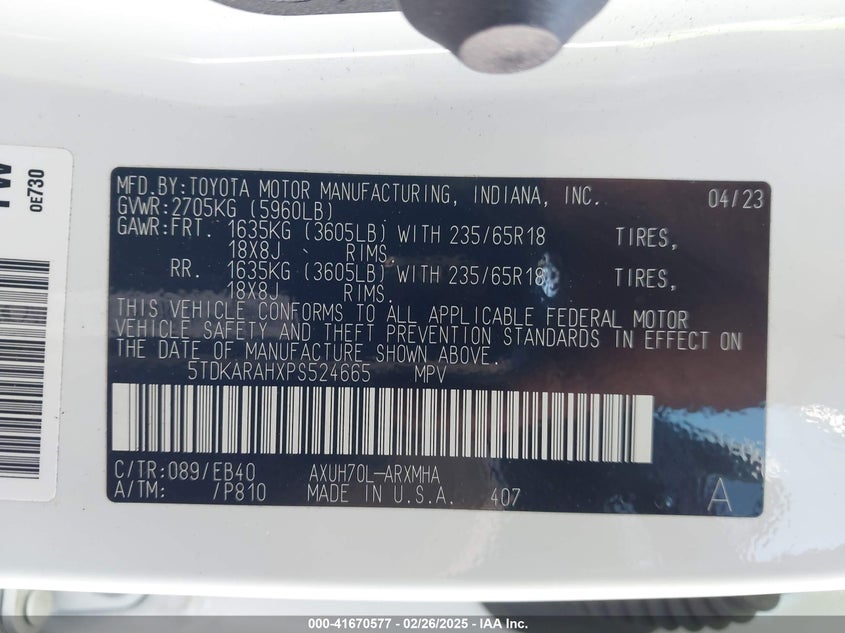 MFD.BY:TOYOTA MOTOR MANUFACTURING, INDIANA, INC. 04/23
GVWR:2705KG (5960LB)
GAWR:FRT. 1635KG (3605LB) WITH 235/65R18 TIRES,
18X8J RIMS.
RR. 1635KG (3605LB) WITH 235/65R18 TIRES,
18X8J RIMS.
THIS VEHICLE CONFORMS TO ALL APPLICABLE FEDERAL MOTOR
VEHICLE SAFETY AND THEFT PREVENTION STANDARDS IN EFFECT ON
THE DATE OF MANUFACTURE SHOWN ABOVE.
5TDKARAHXPS524665 MPV
C/TR:089/EB40 AXUH70L-ARXMHA
A/TM: /P810 MADE IN U.S.A. 407 A
0E730
000-41670577 - 02/26/2025 - IAA Inc.